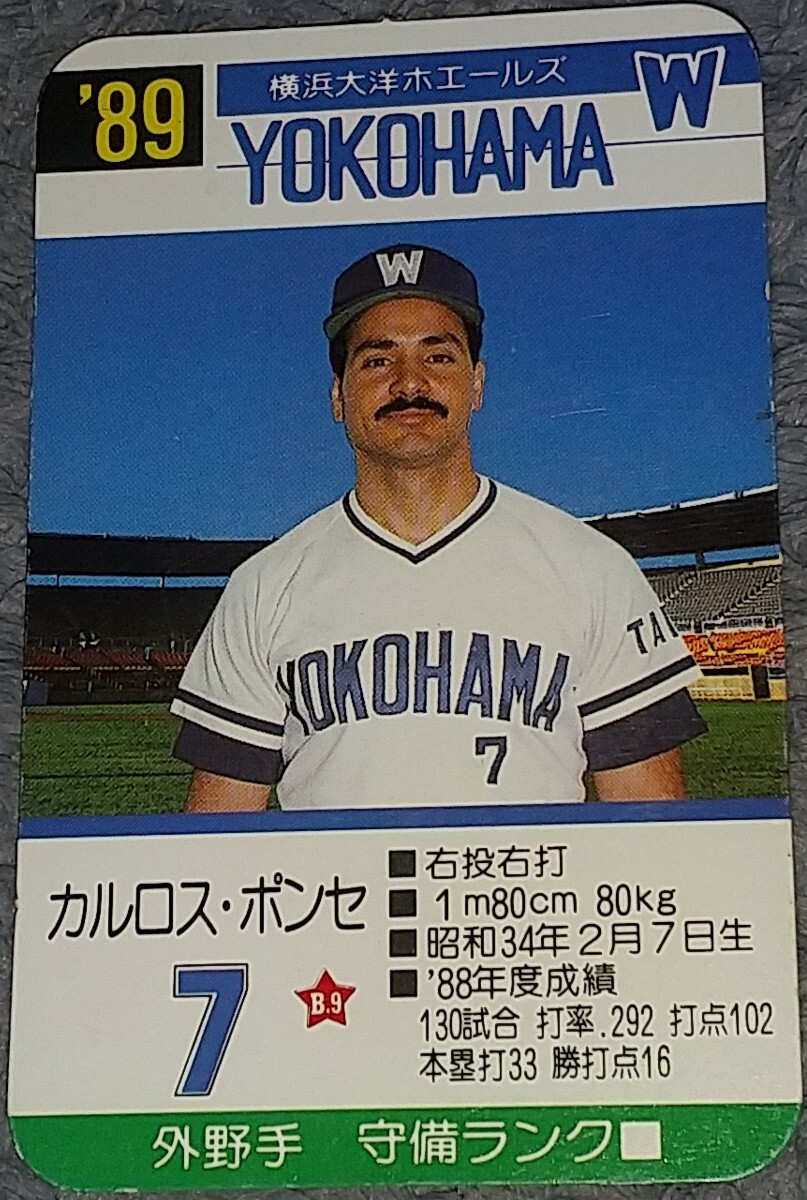 '89
横浜大洋ホエールズ
W
YOKOHAMA
W
YOKOHAMA
TAI
7
カルロス・ポンセ
7
B.9
■右投右打
■1m80cm 80kg
■昭和34年2月7日生
■'88年度成績
130試合 打率.292 打点102
本塁打33 勝打点16
外野手 守備ランク■